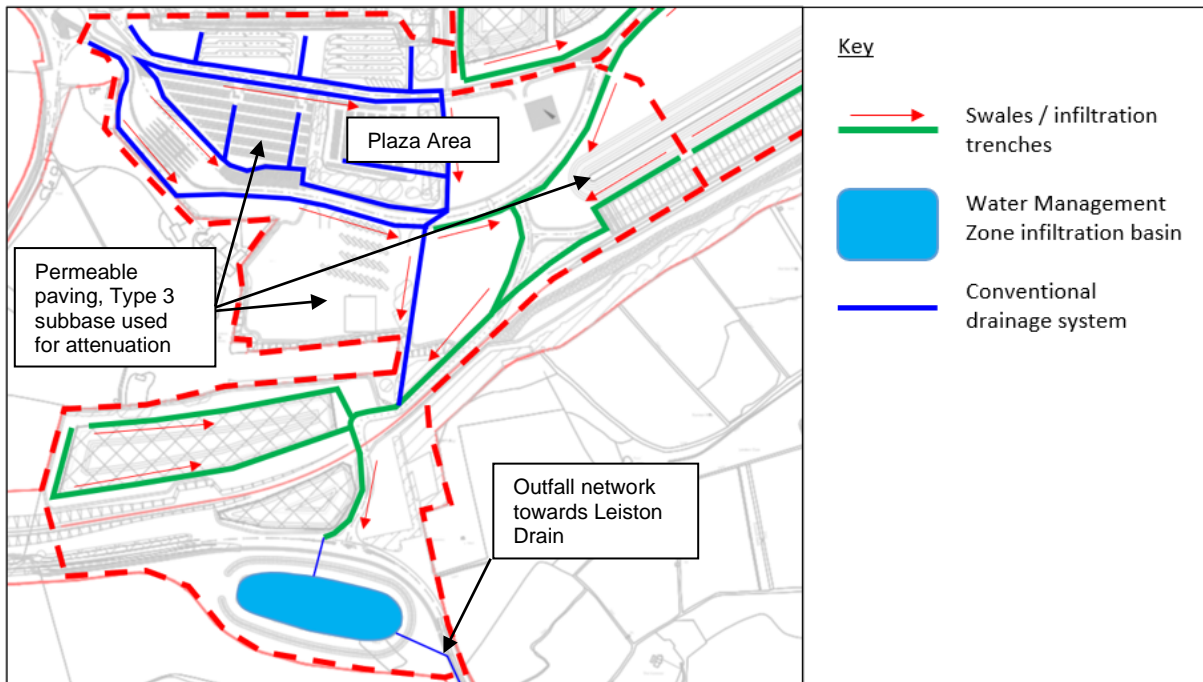 Plaza Area
Permeable
paving, Type 3
subbase used
for attenuation
Outfall network
towards Leiston
Drain
Key
Swales / infiltration
trenches
Water Management
Zone infiltration basin
Conventional
drainage system